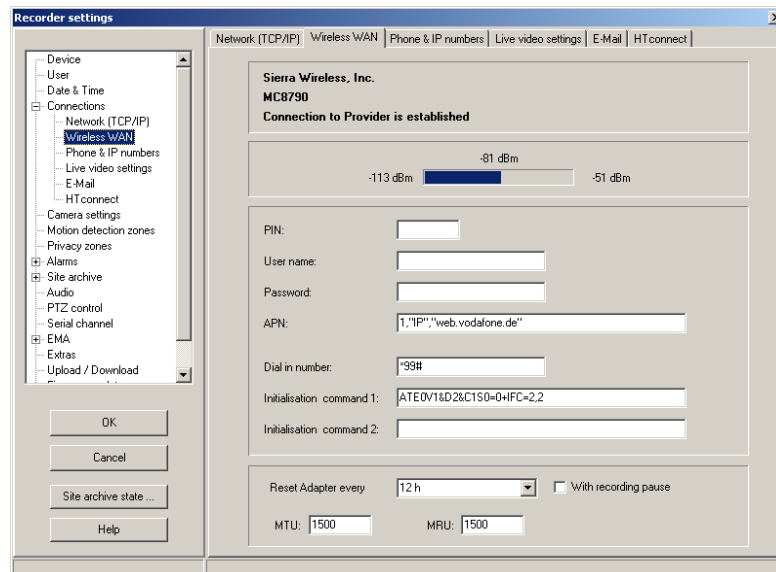 Recorder settings
Device
User
Date & Time
Connections
Network (TCP/IP)
Wireless WAN
Phone & IP numbers
Live video settings
E-Mail
HTconnect
Camera settings
Motion detection zones
Privacy zones
Alarms
Site archive
Audio
PTZ control
Serial channel
EMA
Extras
Upload / Download
OK
Cancel
Site archive state ...
Help
Network (TCP/IP) Wireless WAN Phone & IP numbers Live video settings E-Mail HTconnect
Sierra Wireless, Inc.
MC8790
Connection to Provider is established
-81 dBm
-113 dBm -51 dBm
PIN:
User name:
Password:
APN: 1,"IP","web.vodafone.de"
Dial in number: *99#
Initialisation command 1: ATE0V1&D2&C1S0=0+IFC=2,2
Initialisation command 2:
Reset Adapter every 12 h With recording pause
MTU: 1500 MRU: 1500